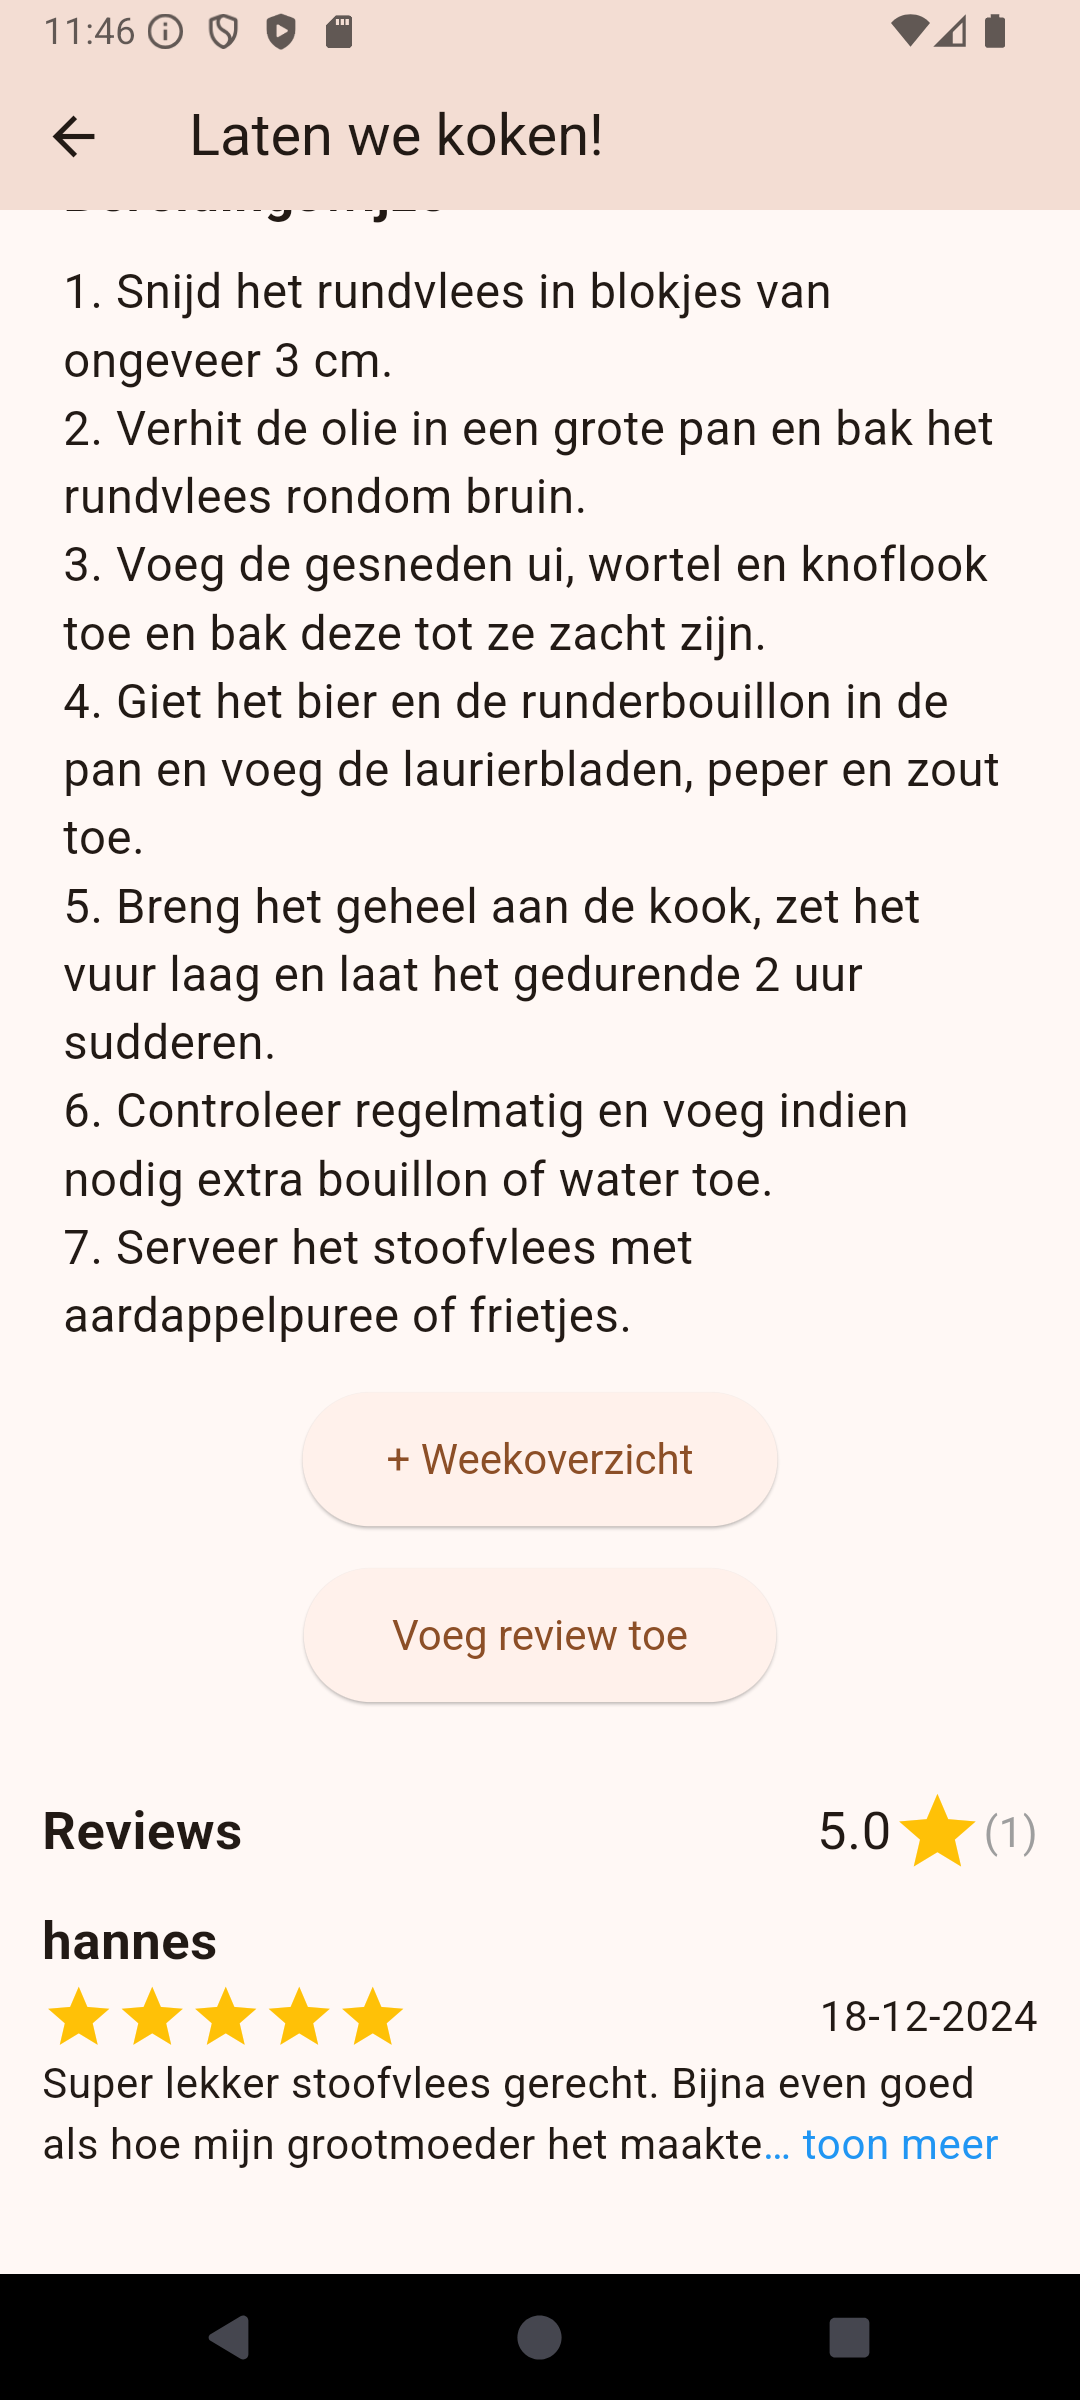 11:46
Laten we koken!
1. Snijd het rundvlees in blokjes van
ongeveer 3 cm.
2. Verhit de olie in een grote pan en bak het
rundvlees rondom bruin.
3. Voeg de gesneden ui, wortel en knoflook
toe en bak deze tot ze zacht zijn.
4. Giet het bier en de runderbouillon in de
pan en voeg de laurierbladen, peper en zout
toe.
5. Breng het geheel aan de kook, zet het
vuur laag en laat het gedurende 2 uur
sudderen.
6. Controleer regelmatig en voeg indien
nodig extra bouillon of water toe.
7. Serveer het stoofvlees met
aardappelpuree of frietjes.
+ Weekoverzicht
Voeg review toe
Reviews 5.0 (1)
hannes
18-12-2024
Super lekker stoofvlees gerecht. Bijna even goed
als hoe mijn grootmoeder het maakte... toon meer